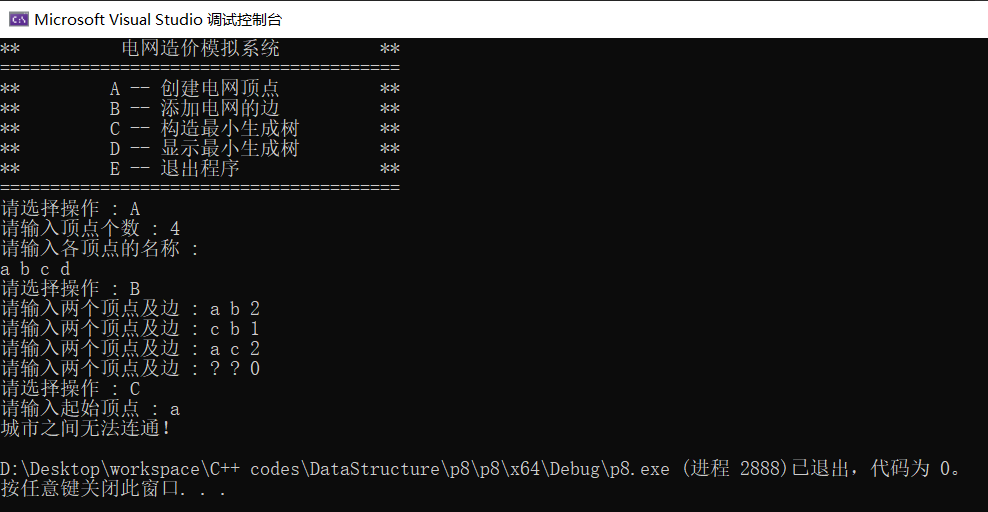 Microsoft Visual Studio 调试控制台
** 电网造价模拟系统 **
========================================
** A -- 创建电网顶点 **
** B -- 添加电网的边 **
** C -- 构造最小生成树 **
** D -- 显示最小生成树 **
** E -- 退出程序 **
========================================
请选择操作 : A
请输入顶点个数 : 4
请输入各顶点的名称 :
a b c d
请选择操作 : B
请输入两个顶点及边 : a b 2
请输入两个顶点及边 : c b 1
请输入两个顶点及边 : a c 2
请输入两个顶点及边 : ? ? 0
请选择操作 : C
请输入起始顶点 : a
城市之间无法连通!
D:\Desktop\workspace\C++ codes\DataStructure\p8\p8\x64\Debug\p8.exe (进程 2888)已退出，代码为 0。
按任意键关闭此窗口. . .